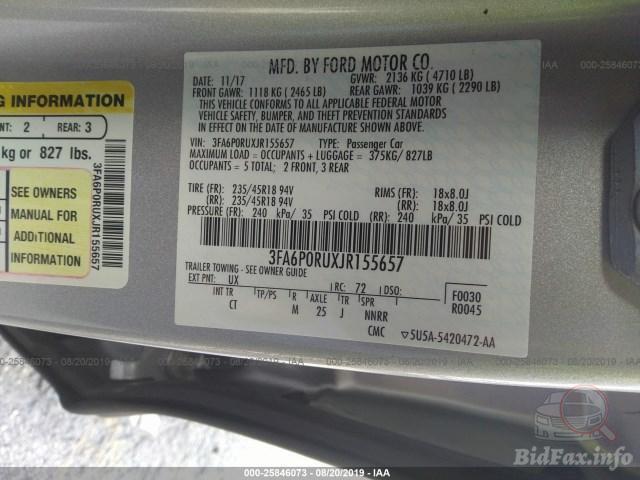 MFD. BY FORD MOTOR CO.
DATE: 11/17 GVWR: 2136 KG ( 4710 LB)
FRONT GAWR: 1118 KG ( 2465 LB) REAR GAWR: 1039 KG ( 2290 LB)
THIS VEHICLE CONFORMS TO ALL APPLICABLE FEDERAL MOTOR
VEHICLE SAFETY, BUMPER, AND THEFT PREVENTION STANDARDS
IN EFFECT ON THE DATE OF MANUFACTURE SHOWN ABOVE.
VIN: 3FA6P0RUXJR155657 TYPE: Passenger Car
MAXIMUM LOAD = OCCUPANTS + LUGGAGE = 375KG/ 827LB
OCCUPANTS = 5 TOTAL; 2 FRONT, 3 REAR
TIRE (FR): 235/45R18 94V RIMS (FR): 18x8.0J
(RR): 235/45R18 94V (RR): 18x8.0J
PRESSURE (FR): 240 kPa/ 35 PSI COLD (RR): 240 kPa/ 35 PSI COLD
3FA6P0RUXJR155657
TRAILER TOWING - SEE OWNER GUIDE
EXT PNT: UX RC: 72 DSO: F0030
INT TR TP/PS R AXLE TR SPR R0045
CT M 25 J NNRR
CMC 5U5A-5420472-AA
G INFORMATION
NT: 2 REAR: 3
kg or 827 lbs.
SEE OWNERS
MANUAL FOR
ADDITIONAL
INFORMATION
3FA6P0RUXJR155657
000-25846073 - 08/20/2019 - IAA
BidFax.info